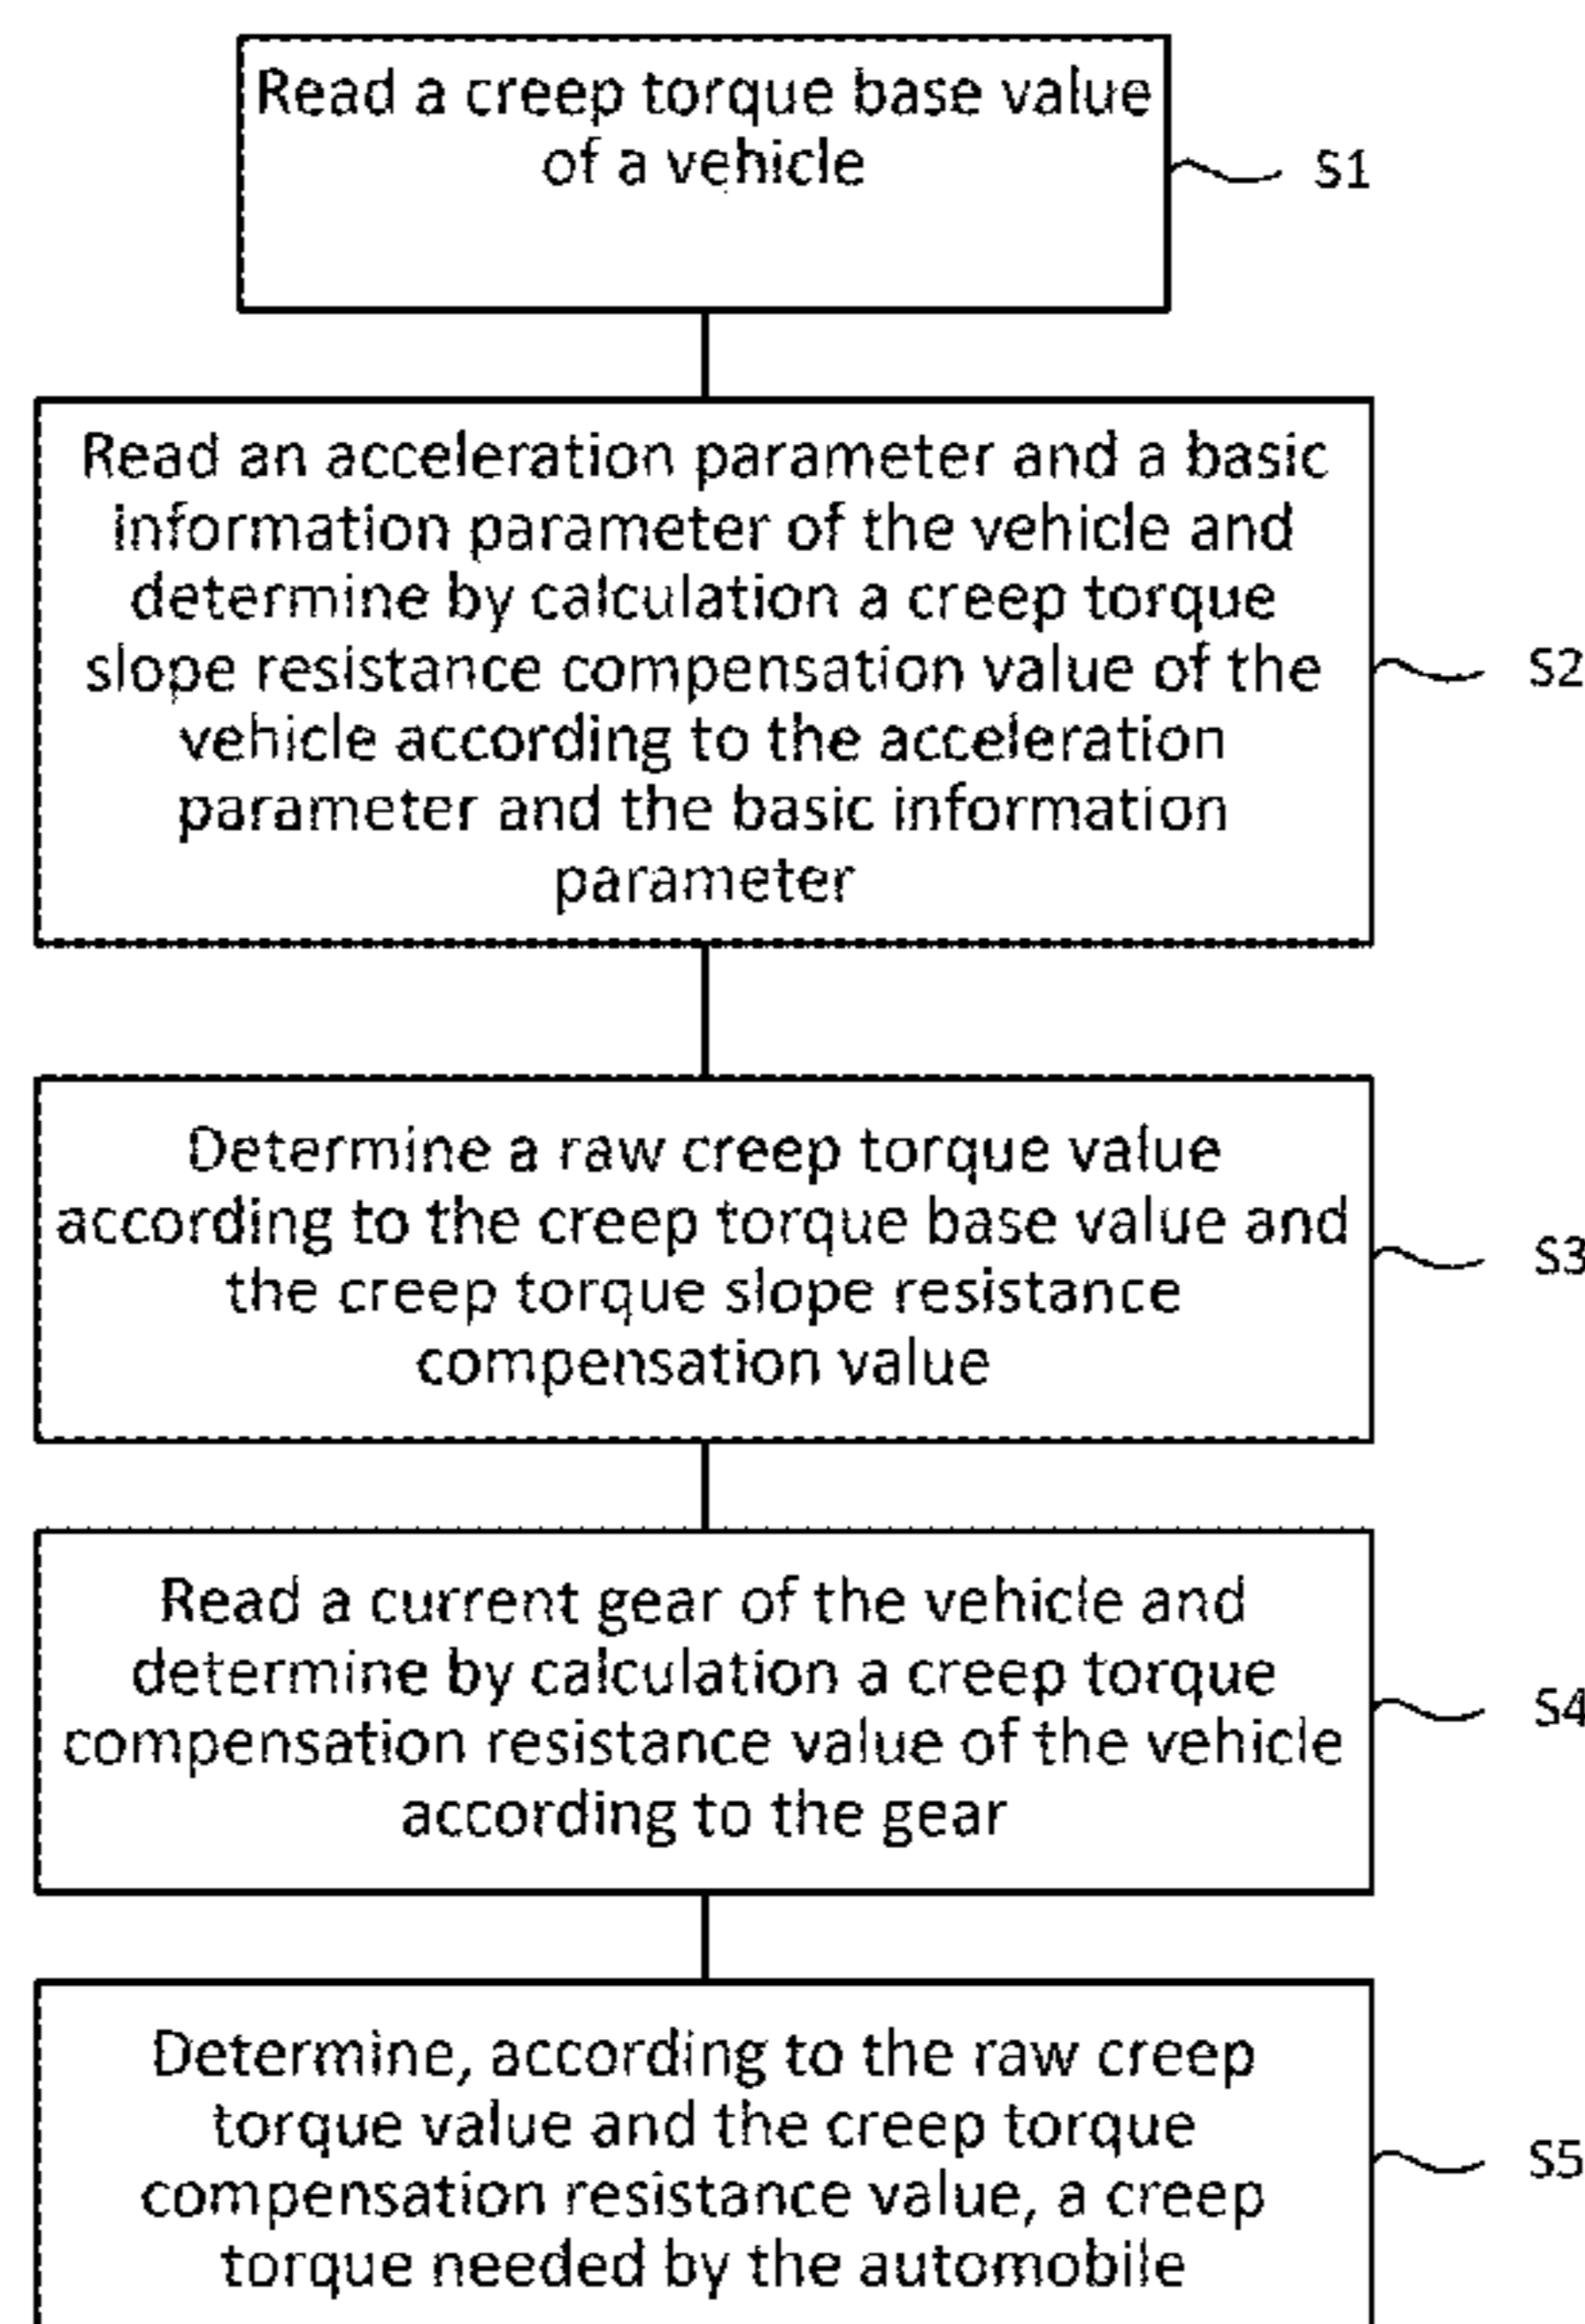 Read a creep torque base value
of a vehicle
S1
Read an acceleration parameter and a basic
information parameter of the vehicle and
determine by calculation a creep torque
slope resistance compensation value of the
vehicle according to the acceleration
parameter and the basic information
parameter
S2
Determine a raw creep torque value
according to the creep torque base value and
the creep torque slope resistance
compensation value
S3
Read a current gear of the vehicle and
determine by calculation a creep torque
compensation resistance value of the vehicle
according to the gear
S4
Determine, according to the raw creep
torque value and the creep torque
compensation resistance value, a creep
torque needed by the automobile
S5